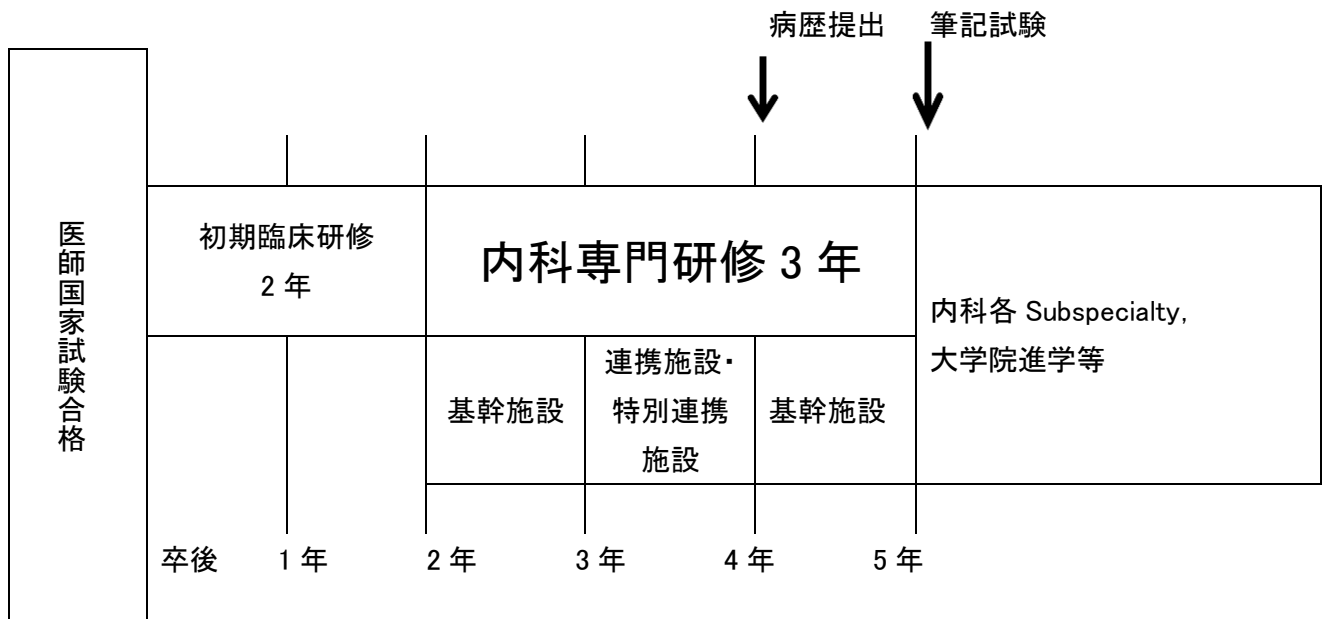 病歴提出 筆記試験
医師国家試験合格
初期臨床研修
2 年
内科専門研修 3 年
内科各 Subspecialty,
大学院進学等
基幹施設
連携施設・
特別連携
施設
基幹施設
卒後 1 年 2 年 3 年 4 年 5 年